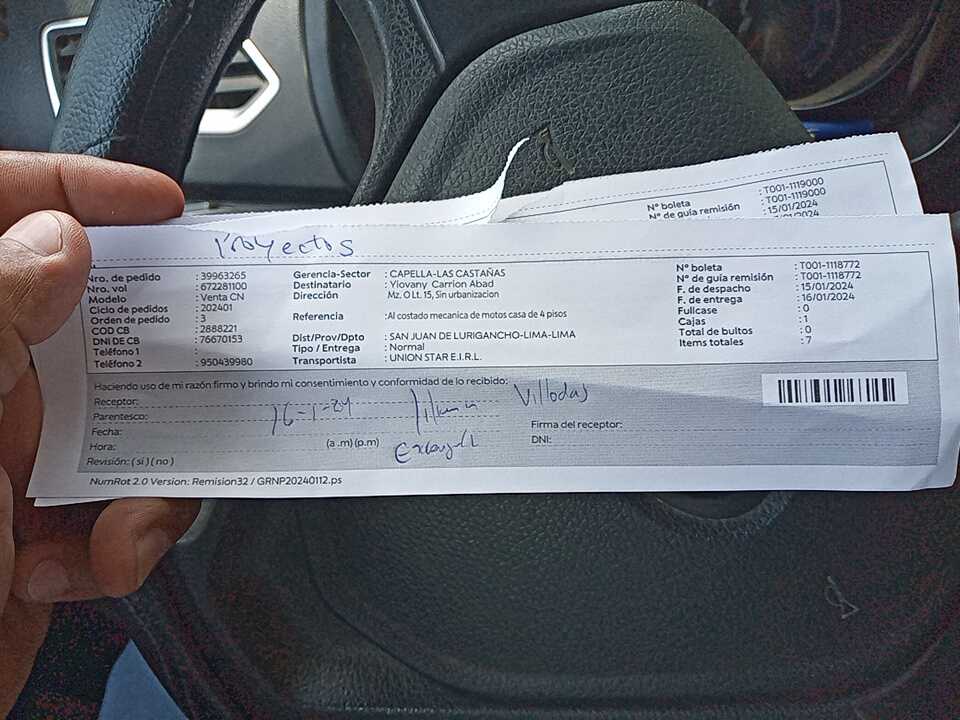 N° boleta : T001-1119000
N° de guía remisión : T001-1119000
: 15/01/2024
Proyectos
Nro. de pedido : 39963265
Nro. vol : 672281100
Modelo : Venta CN
Ciclo de pedidos : 202401
Orden de pedido : 3
COD CB : 2888221
DNI DE CB : 76670153
Teléfono 1 :
Teléfono 2 : 950439980
Gerencia-Sector : CAPELLA-LAS CASTAÑAS
Destinatario : Ylovany Carrion Abad
Dirección Mz. O Lt. 15, Sin urbanizacion
Referencia : Al costado mecanica de motos casa de 4 pisos
Dist/Prov/Dpto : SAN JUAN DE LURIGANCHO-LIMA-LIMA
Tipo / Entrega : Normal
Transportista : UNION STAR E.I.R.L.
N° boleta : T001-1118772
N° de guía remisión : T001-1118772
F. de despacho : 15/01/2024
F. de entrega : 16/01/2024
Fullcase : 0
Cajas : 1
Total de bultos : 0
Items totales : 7
Haciendo uso de mi razón firmo y brindo mi consentimiento y conformidad de lo recibido:
Receptor: Villodas
Parentesco: 16-1-24
Fecha:
Hora: (a.m)(p.m)
Revisión: ( si ) ( no )
Firma del receptor:
DNI:
NumRot 2.0 Version: Remision32 / GRNP20240112.ps